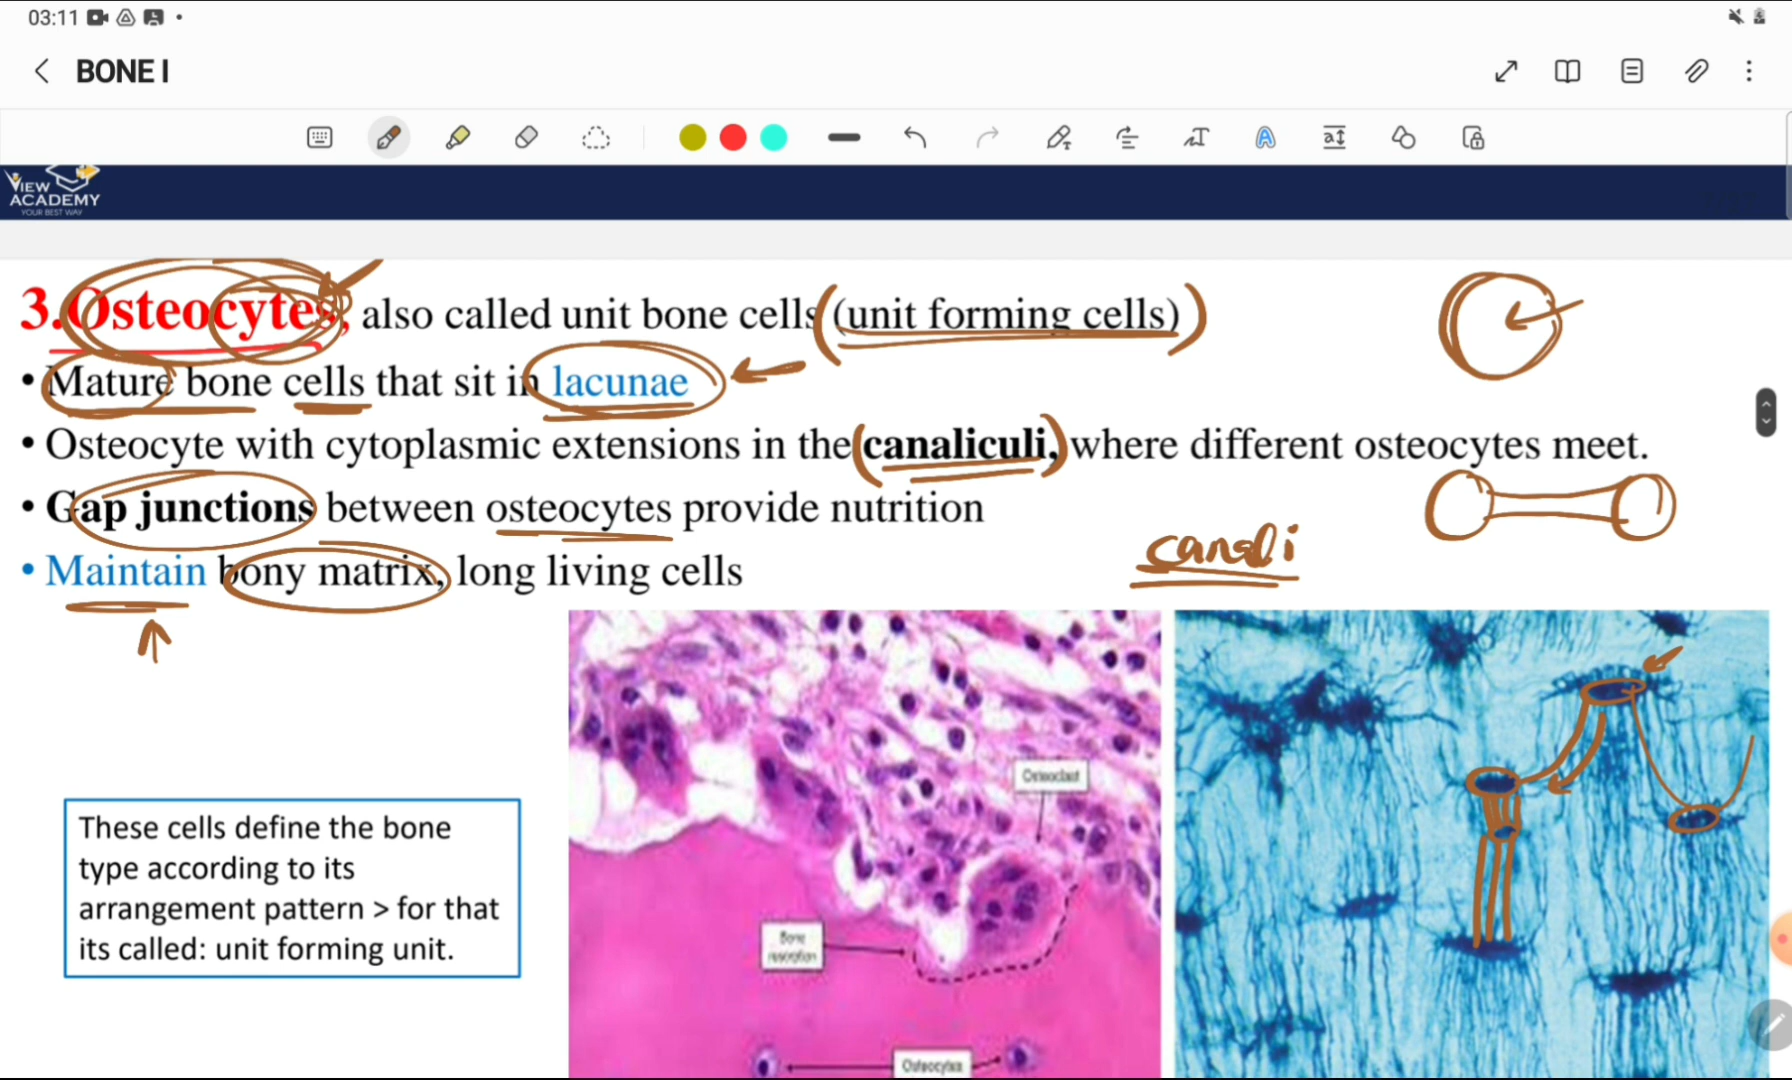 03:11
BONE I
VIEW
ACADEMY
YOUR BEST WAY
3.Osteocytes, also called unit bone cells (unit forming cells)
• Mature bone cells that sit in lacunae
• Osteocyte with cytoplasmic extensions in the canaliculi, where different osteocytes meet.
• Gap junctions between osteocytes provide nutrition
canali
• Maintain bony matrix, long living cells
These cells define the bone
type according to its
arrangement pattern > for that
its called: unit forming unit.
Osteoclast
Bone
resorption
Osteocytes